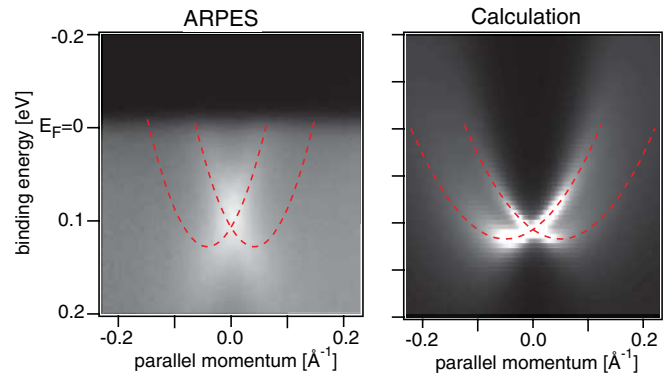 ARPES
Calculation
binding energy [eV]
-0.2
E_F=0
0.1
0.2
-0.2
0.0
0.2
parallel momentum [Å⁻¹]
-0.2
0.0
0.2
parallel momentum [Å⁻¹]